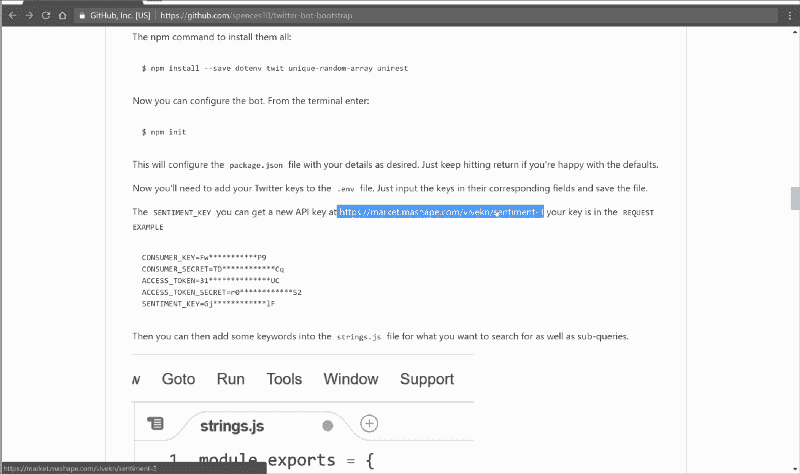 GitHub, Inc. [US] https://github.com/spences10/twitter-bot-bootstrap
The npm command to install them all:
$ npm install --save dotenv twit unique-random-array unirest
Now you can configure the bot. From the terminal enter:
$ npm init
This will configure the package.json file with your details as desired. Just keep hitting return if you're happy with the defaults.
Now you'll need to add your Twitter keys to the .env file. Just input the keys in their corresponding fields and save the file.
The SENTIMENT_KEY you can get a new API key at https://market.mashape.com/vivekn/sentiment-3 your key is in the REQUEST
EXAMPLE
CONSUMER_KEY=Fw***********P9
CONSUMER_SECRET=TD************Cq
ACCESS_TOKEN=31**************UC
ACCESS_TOKEN_SECRET=r0************S2
SENTIMENT_KEY=Gj************lF
Then you can then add some keywords into the strings.js file for what you want to search for as well as sub-queries.
w Goto Run Tools Window Support
strings.js
1 module.exports = {
https://market.mashape.com/vivekn/sentiment-3